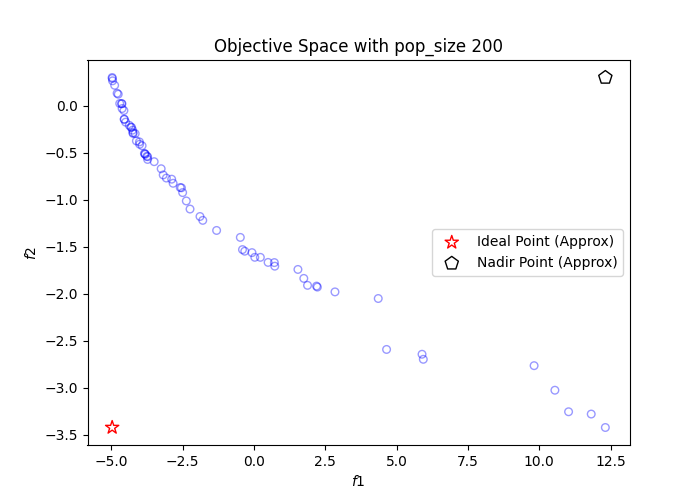 Objective Space with pop_size 200
0.0
−0.5
−1.0
−1.5
−2.0
−2.5
−3.0
−3.5
f2
Ideal Point (Approx)
Nadir Point (Approx)
−5.0 −2.5 0.0 2.5 5.0 7.5 10.0 12.5
f1